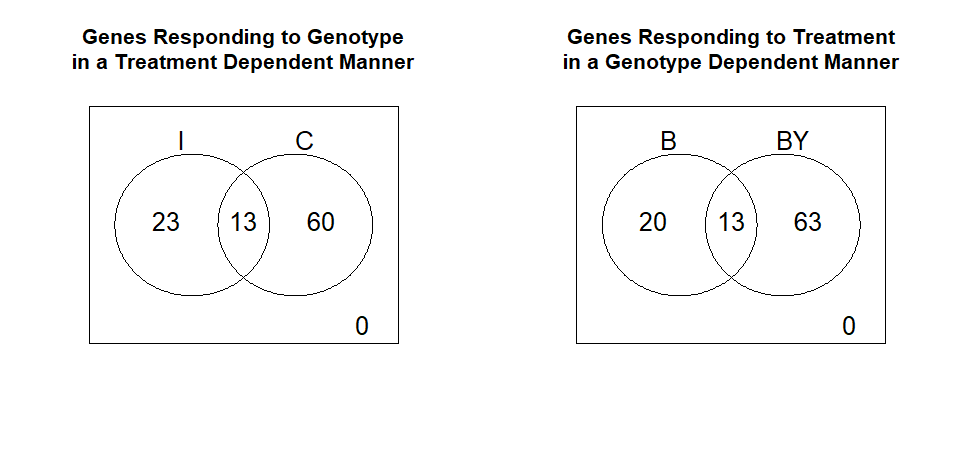 Genes Responding to Genotype
in a Treatment Dependent Manner
I C
23 13 60
0
Genes Responding to Treatment
in a Genotype Dependent Manner
B BY
20 13 63
0